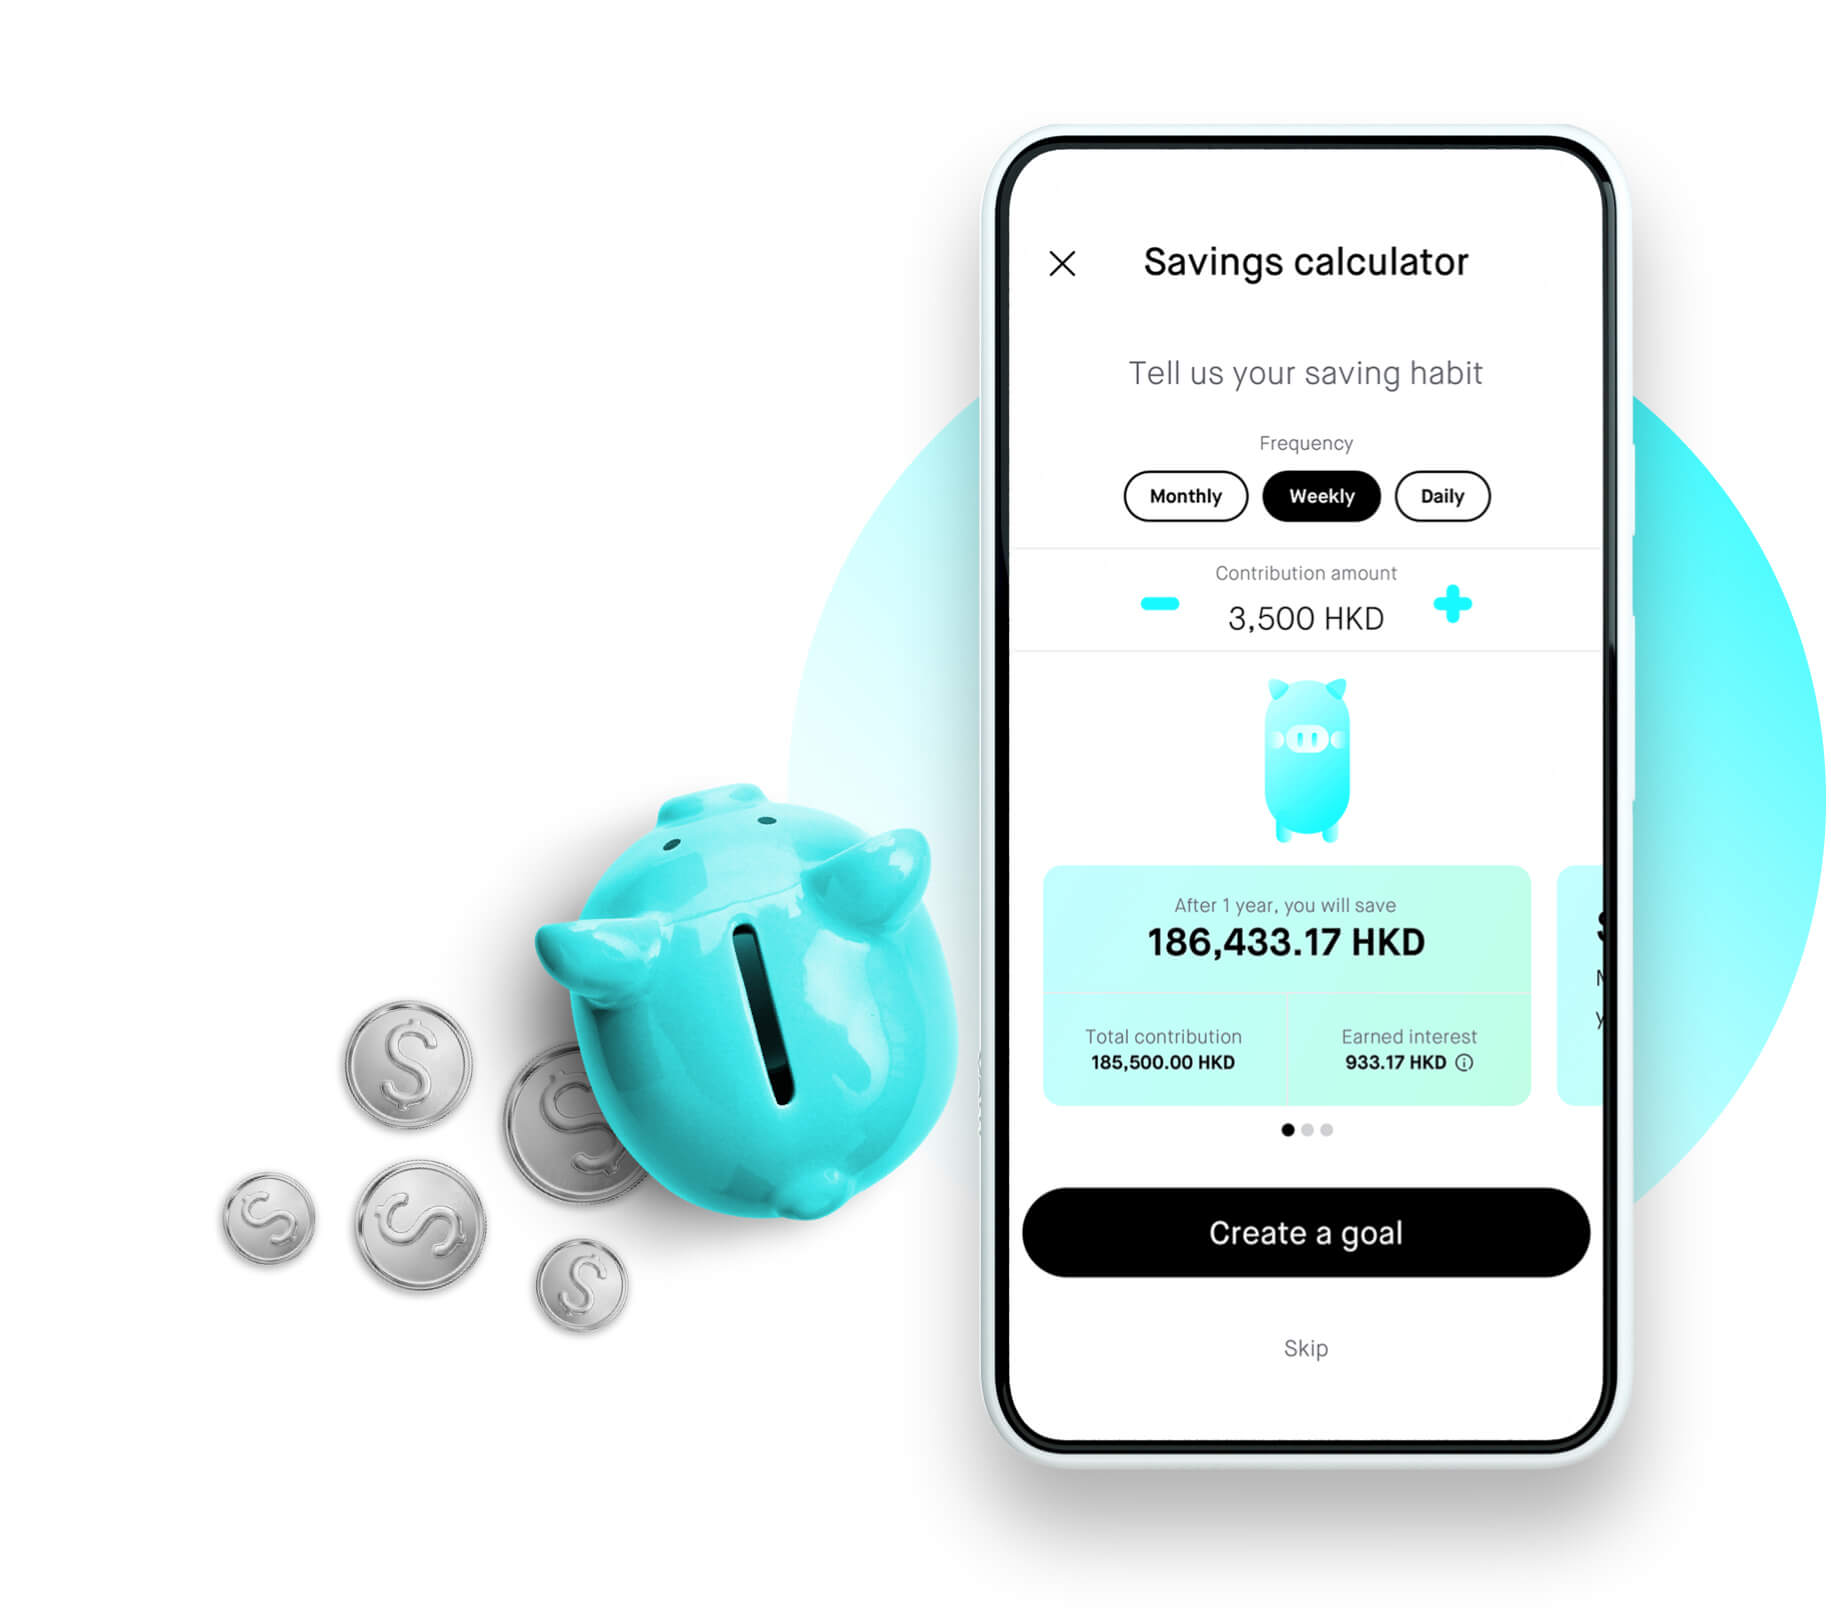 Savings calculator
Tell us your saving habit
Frequency
Monthly Weekly Daily
Contribution amount
3,500 HKD
After 1 year, you will save
186,433.17 HKD
Total contribution Earned interest
185,500.00 HKD 933.17 HKD
Create a goal
Skip